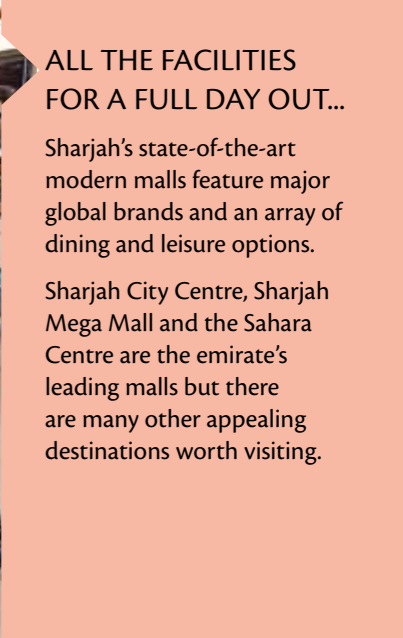 ALL THE FACILITIES
FOR A FULL DAY OUT...
Sharjah’s state-of-the-art
modern malls feature major
global brands and an array of
dining and leisure options.
Sharjah City Centre, Sharjah
Mega Mall and the Sahara
Centre are the emirate’s
leading malls but there
are many other appealing
destinations worth visiting.